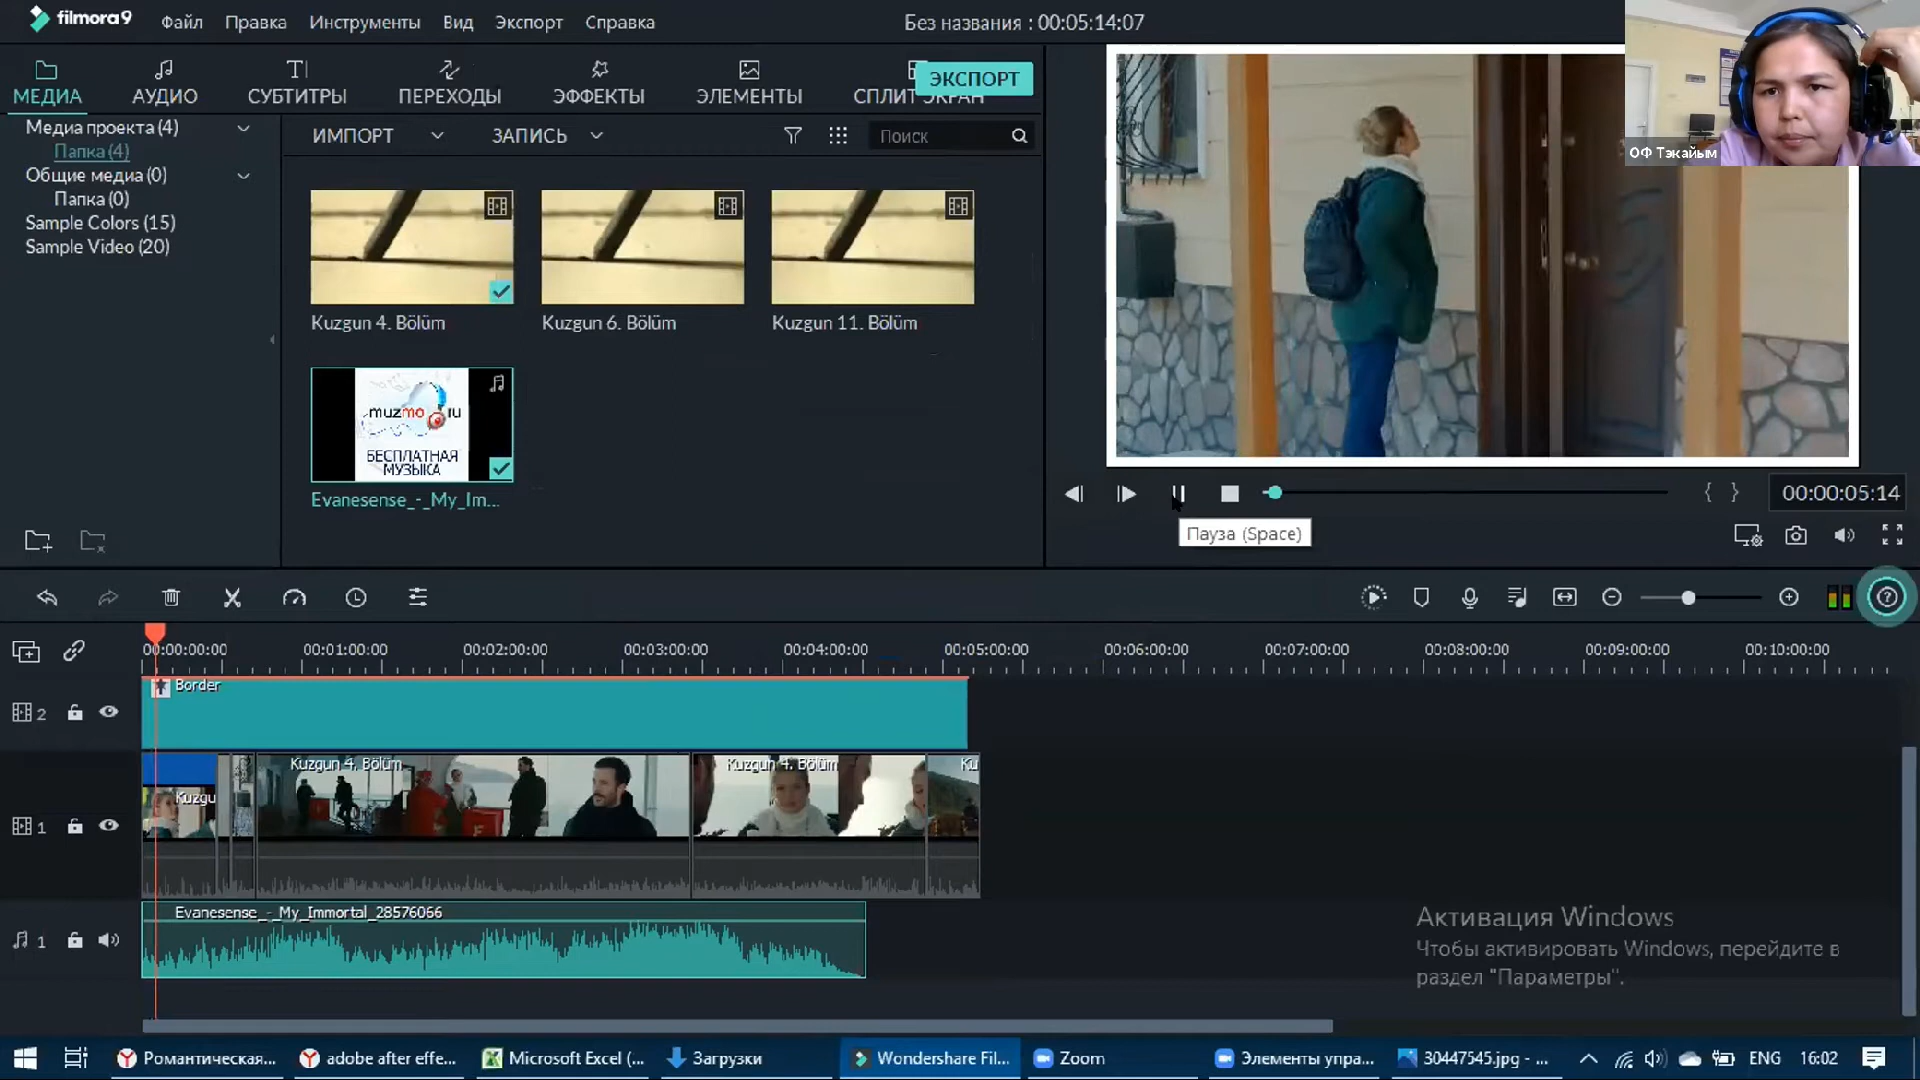 filmora9
Файл
Правка
Инструменты
Вид
Экспорт
Справка
Без названия : 00:05:14:07
МЕДИА
АУДИО
СУБТИТРЫ
ПЕРЕХОДЫ
ЭФФЕКТЫ
ЭЛЕМЕНТЫ
СПЛИТ ЭКРАН
ЭКСПОРТ
ОФ Тэкайым
Медиа проекта (4)
Папка (4)
Общие медиа (0)
Папка (0)
Sample Colors (15)
Sample Video (20)
ИМПОРТ
ЗАПИСЬ
Поиск
Kuzgun 4. Bölüm
Kuzgun 6. Bölüm
Kuzgun 11. Bölüm
muzmo.ru
БЕСПЛАТНАЯ
МУЗЫКА
Evanesense_-_My_Im...
00:00:05:14
Пауза (Space)
00:00:00:00
00:01:00:00
00:02:00:00
00:03:00:00
00:04:00:00
00:05:00:00
00:06:00:00
00:07:00:00
00:08:00:00
00:09:00:00
00:10:00:00
2
Border
1
Kuzgu
Kuzgun 4. Bölüm
Kuzgun 4. Bölüm
Ku
1
Evanesense_-_My_Immortal_28576066
Активация Windows
Чтобы активировать Windows, перейдите в
раздел "Параметры".
Романтическая...
adobe after effe...
Microsoft Excel (...
Загрузки
Wondershare Fil...
Zoom
Элементы упра...
30447545.jpg - ...
ENG
16:02